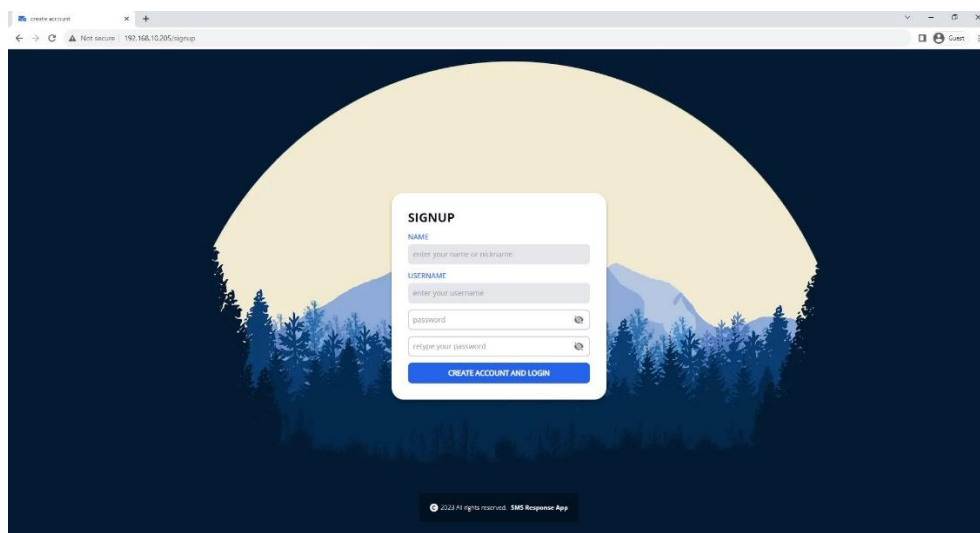 create account
Not secure | 192.168.10.205/signup
Guest
SIGNUP
NAME
enter your name or nickname
USERNAME
enter your username
password
retype your password
CREATE ACCOUNT AND LOGIN
© 2023 All rights reserved. SMS Response App